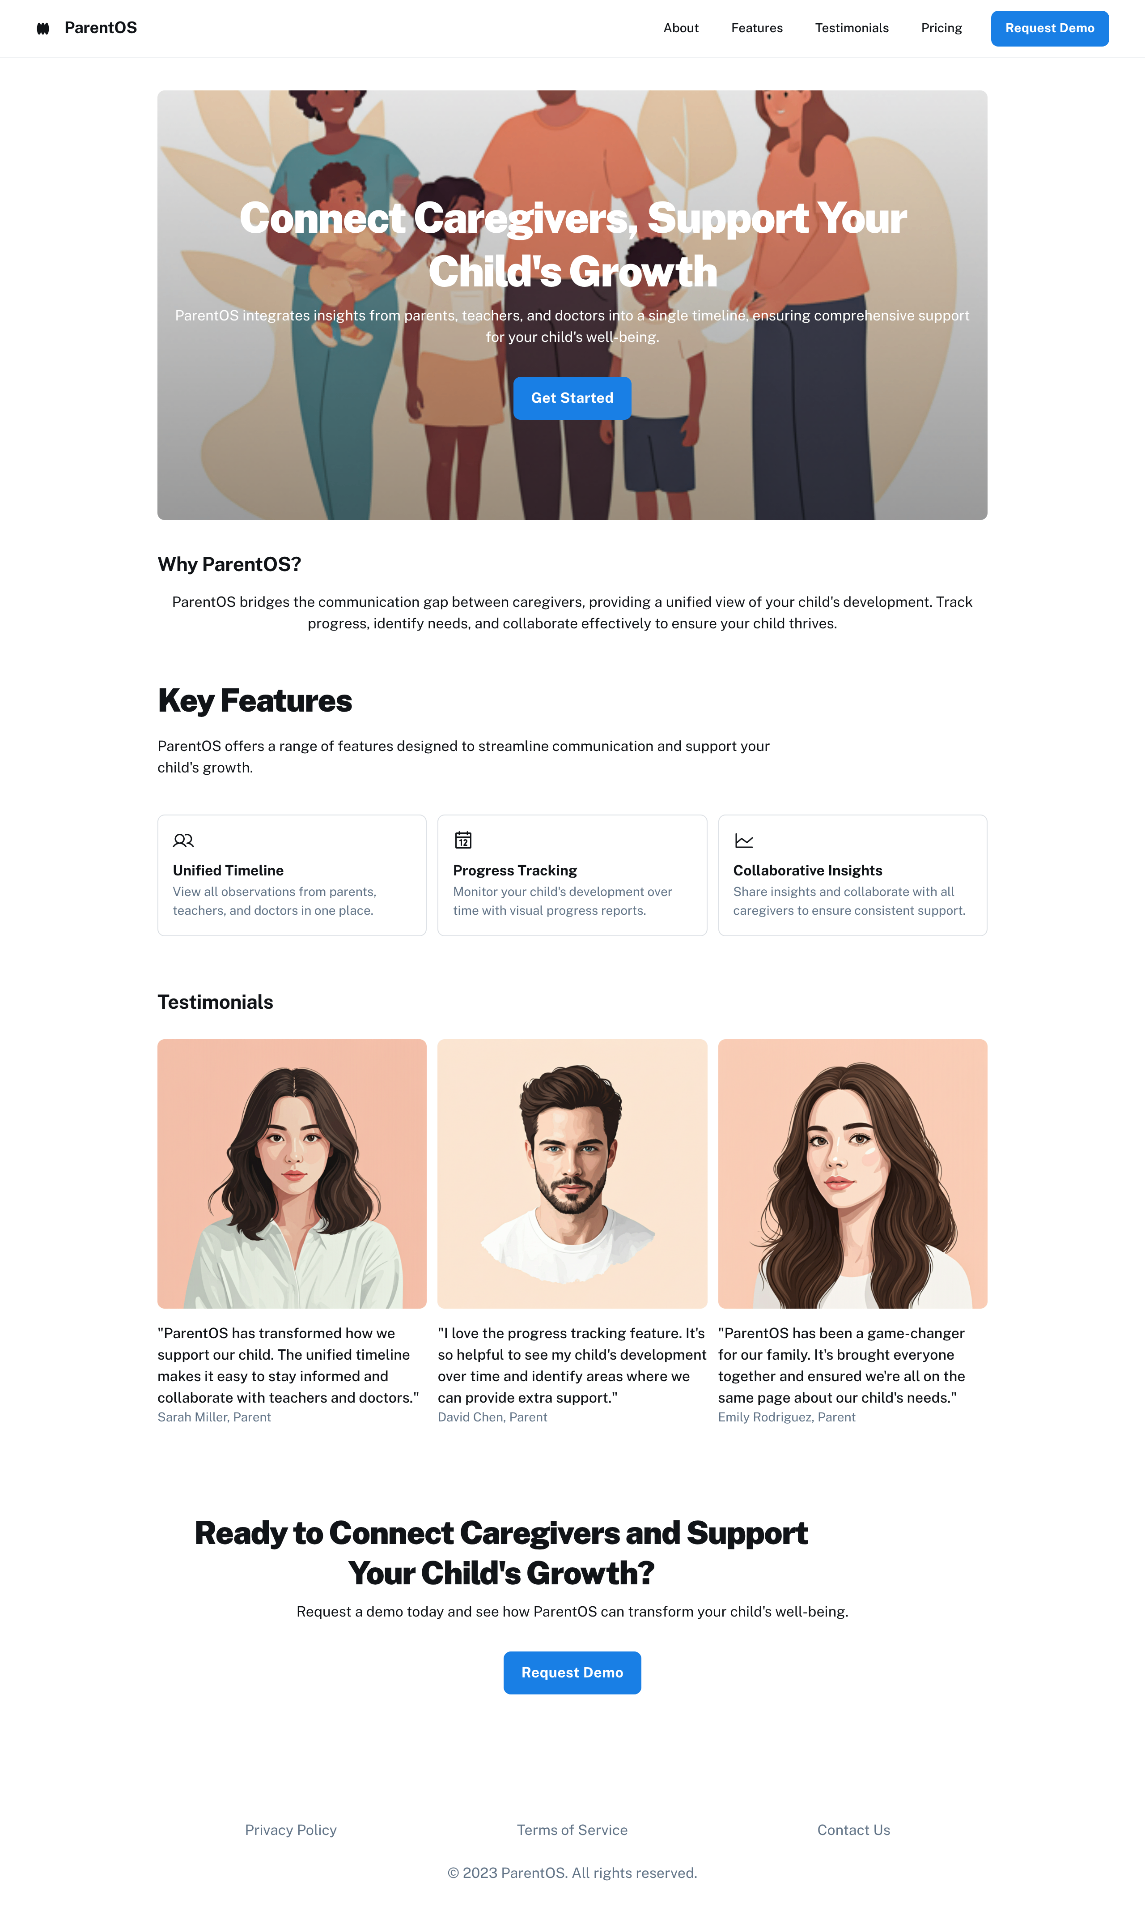 ParentOS
About
Features
Testimonials
Pricing
Request Demo
Connect Caregivers, Support Your
Child's Growth
ParentOS integrates insights from parents, teachers, and doctors into a single timeline, ensuring comprehensive support
for your child's well-being.
Get Started
Why ParentOS?
ParentOS bridges the communication gap between caregivers, providing a unified view of your child's development. Track
progress, identify needs, and collaborate effectively to ensure your child thrives.
Key Features
ParentOS offers a range of features designed to streamline communication and support your
child's growth.
Unified Timeline
View all observations from parents,
teachers, and doctors in one place.
12
Progress Tracking
Monitor your child's development over
time with visual progress reports.
Collaborative Insights
Share insights and collaborate with all
caregivers to ensure consistent support.
Testimonials
"ParentOS has transformed how we
support our child. The unified timeline
makes it easy to stay informed and
collaborate with teachers and doctors."
Sarah Miller, Parent
"I love the progress tracking feature. It's
so helpful to see my child's development
over time and identify areas where we
can provide extra support."
David Chen, Parent
"ParentOS has been a game-changer
for our family. It's brought everyone
together and ensured we're all on the
same page about our child's needs."
Emily Rodriguez, Parent
Ready to Connect Caregivers and Support
Your Child's Growth?
Request a demo today and see how ParentOS can transform your child's well-being.
Request Demo
Privacy Policy
Terms of Service
Contact Us
© 2023 ParentOS. All rights reserved.